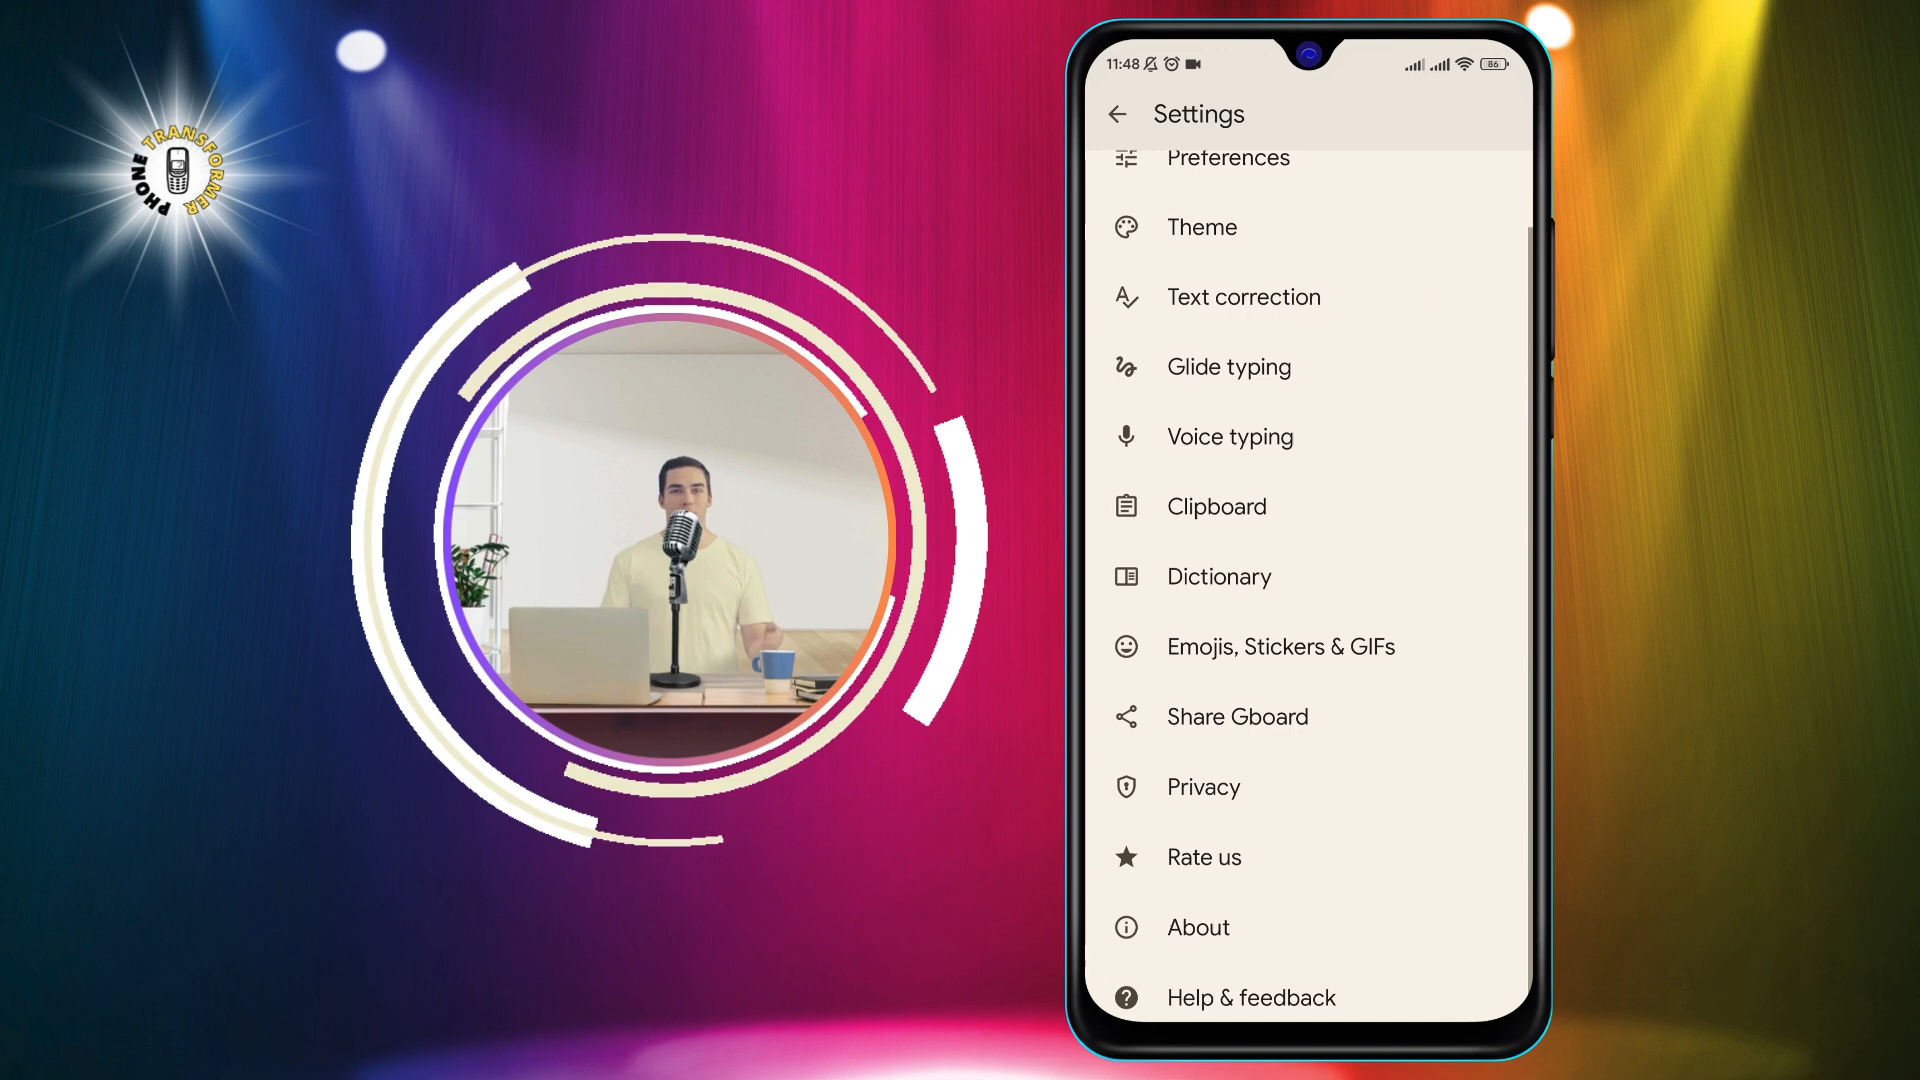 PHONE TRANSFORMER
11:48
86
Settings
Preferences
Theme
Text correction
Glide typing
Voice typing
Clipboard
Dictionary
Emojis, Stickers & GIFs
Share Gboard
Privacy
Rate us
About
Help & feedback